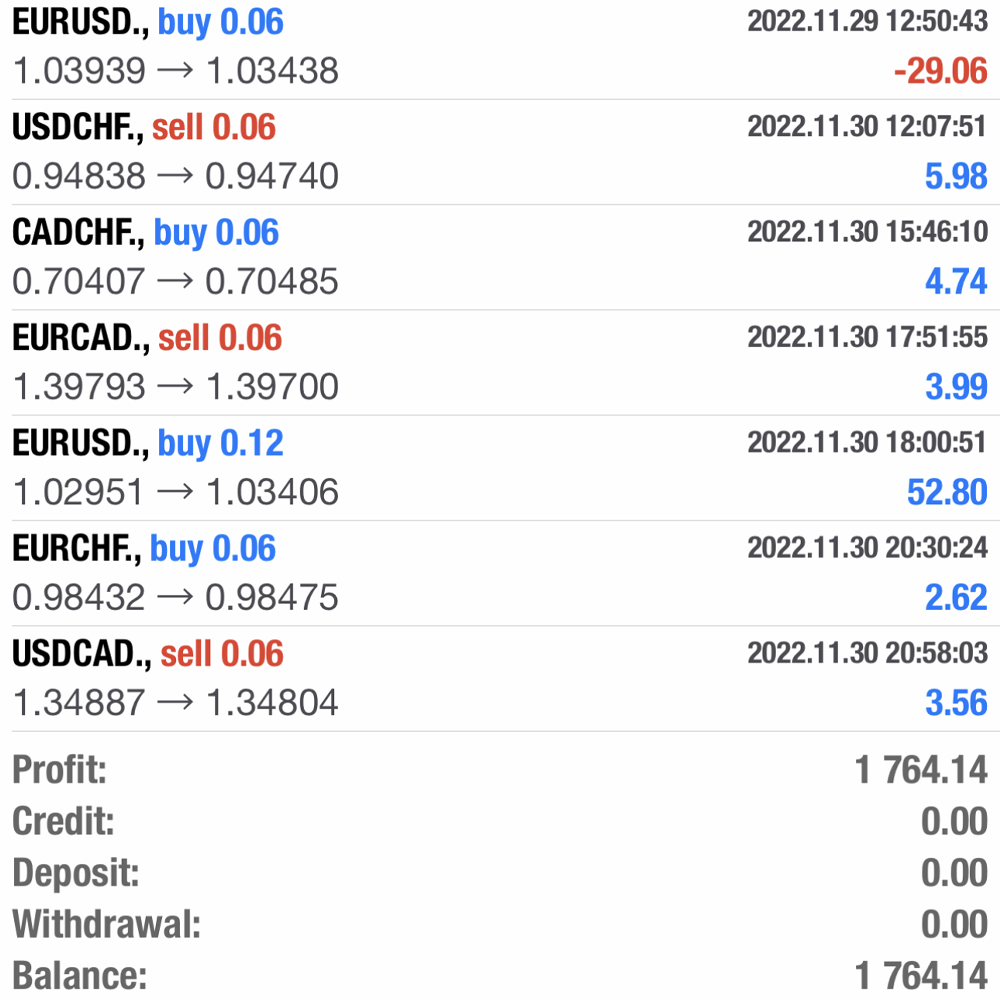 EURUSD., buy 0.06 2022.11.29 12:50:43
1.03939 → 1.03438 -29.06
USDCHF., sell 0.06 2022.11.30 12:07:51
0.94838 → 0.94740 5.98
CADCHF., buy 0.06 2022.11.30 15:46:10
0.70407 → 0.70485 4.74
EURCAD., sell 0.06 2022.11.30 17:51:55
1.39793 → 1.39700 3.99
EURUSD., buy 0.12 2022.11.30 18:00:51
1.02951 → 1.03406 52.80
EURCHF., buy 0.06 2022.11.30 20:30:24
0.98432 → 0.98475 2.62
USDCAD., sell 0.06 2022.11.30 20:58:03
1.34887 → 1.34804 3.56
Profit: 1 764.14
Credit: 0.00
Deposit: 0.00
Withdrawal: 0.00
Balance: 1 764.14